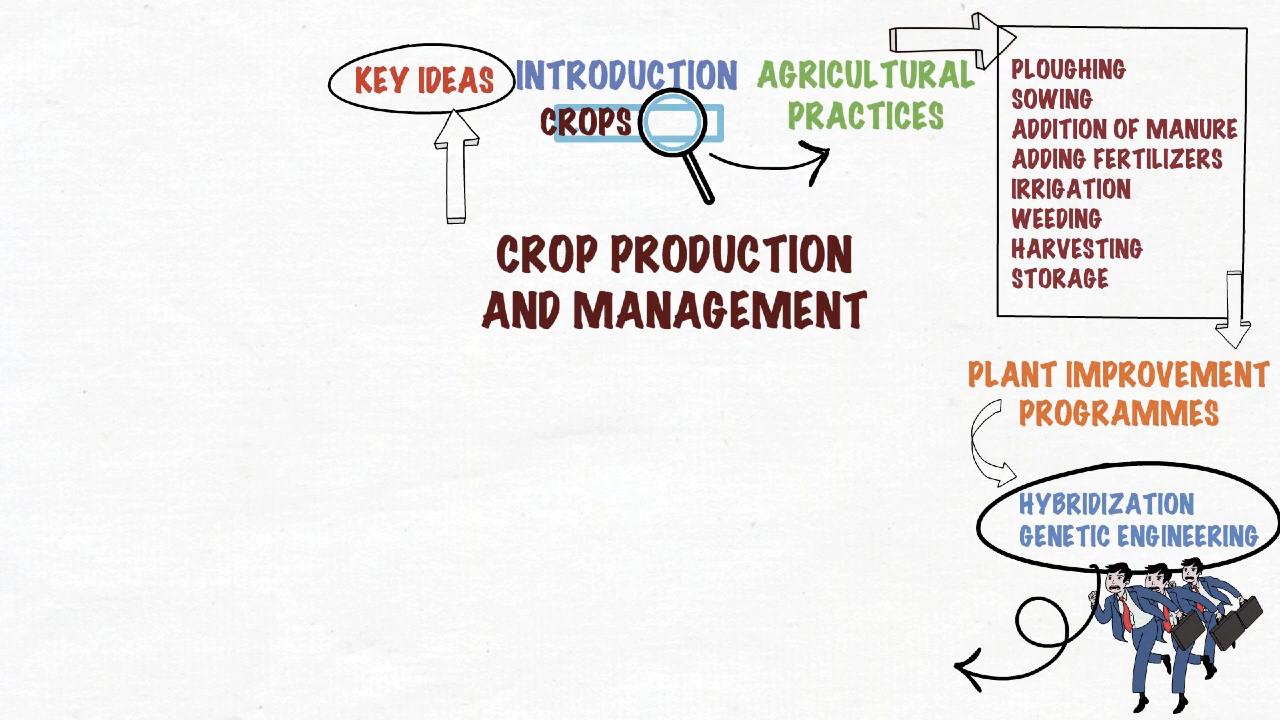 KEY IDEAS
INTRODUCTION
CROPS
AGRICULTURAL
PRACTICES
PLOUGHING
SOWING
ADDITION OF MANURE
ADDING FERTILIZERS
IRRIGATION
WEEDING
HARVESTING
STORAGE
CROP PRODUCTION
AND MANAGEMENT
PLANT IMPROVEMENT
PROGRAMMES
HYBRIDIZATION
GENETIC ENGINEERING